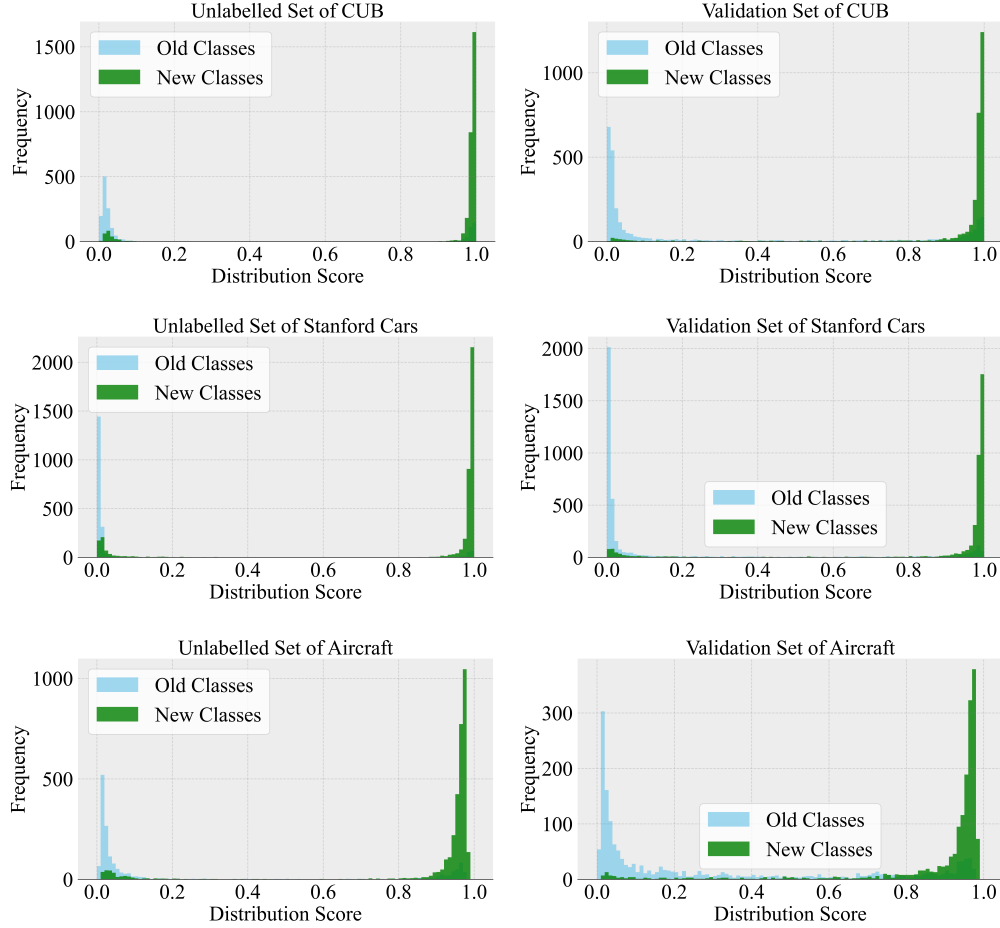 Unlabelled Set of CUB
Frequency
1500
1000
500
0
Old Classes
New Classes
0.0 0.2 0.4 0.6 0.8 1.0
Distribution Score
Validation Set of CUB
Frequency
1000
500
0
Old Classes
New Classes
0.0 0.2 0.4 0.6 0.8 1.0
Distribution Score
Unlabelled Set of Stanford Cars
Frequency
2000
1500
1000
500
0
Old Classes
New Classes
0.0 0.2 0.4 0.6 0.8 1.0
Distribution Score
Validation Set of Stanford Cars
Frequency
2000
1500
1000
500
0
Old Classes
New Classes
0.0 0.2 0.4 0.6 0.8 1.0
Distribution Score
Unlabelled Set of Aircraft
Frequency
1000
500
0
Old Classes
New Classes
0.0 0.2 0.4 0.6 0.8 1.0
Distribution Score
Validation Set of Aircraft
Frequency
300
200
100
0
Old Classes
New Classes
0.0 0.2 0.4 0.6 0.8 1.0
Distribution Score